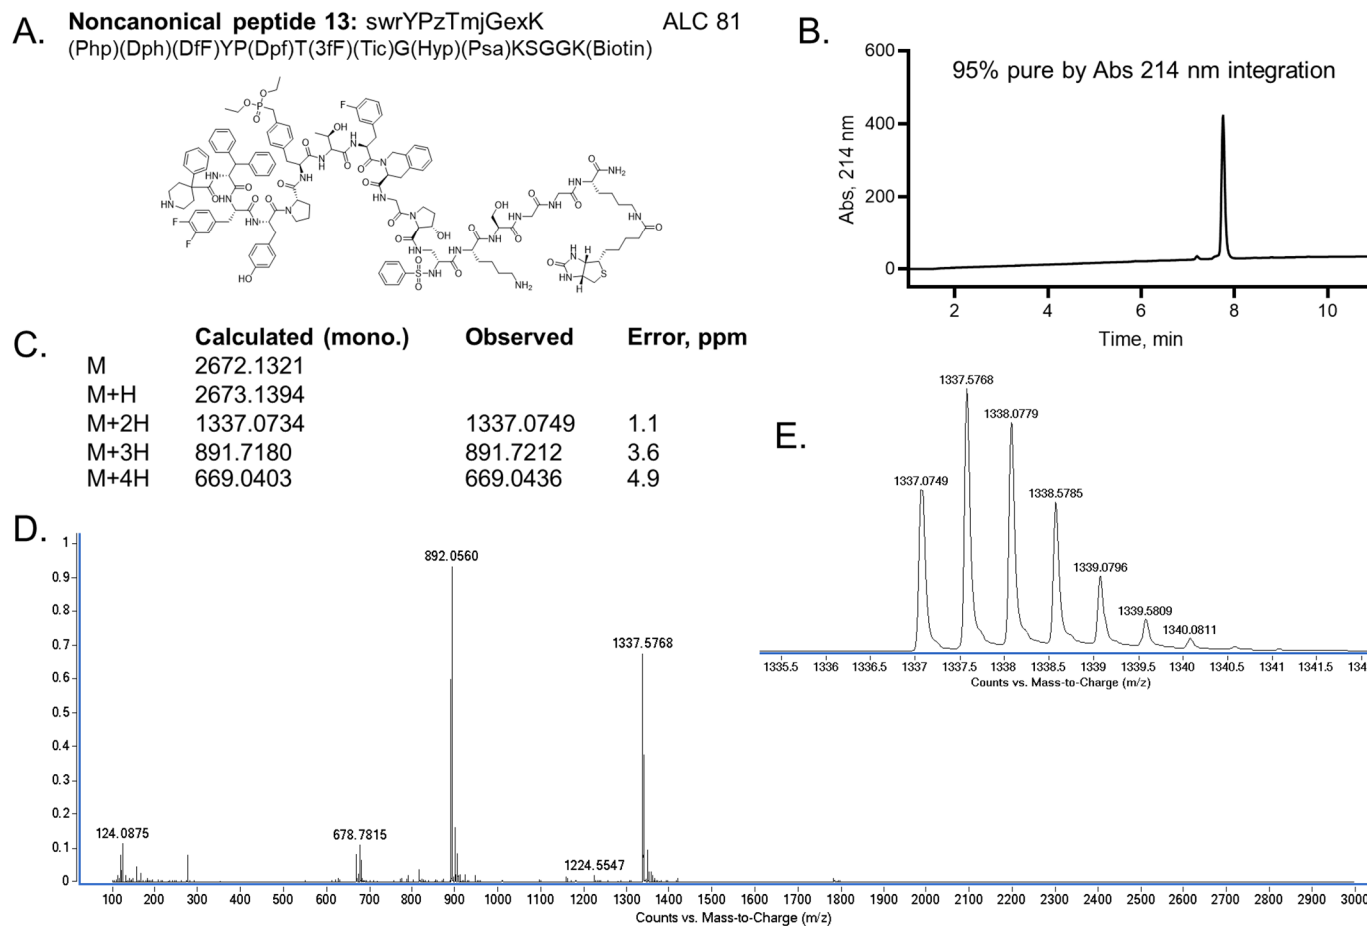 A.
Noncanonical peptide 13: swrYPzTmjGexK ALC 81
(Php)(Dph)(DfF)YP(Dpf)T(3fF)(Tic)G(Hyp)(Psa)KSGGK(Biotin)
B.
95% pure by Abs 214 nm integration
Abs, 214 nm
600
400
200
0
2 4 6 8 10
Time, min
C.
Calculated (mono.) Observed Error, ppm
M 2672.1321
M+H 2673.1394
M+2H 1337.0734 1337.0749 1.1
M+3H 891.7180 891.7212 3.6
M+4H 669.0403 669.0436 4.9
E.
1337.5768
1338.0779
1337.0749
1338.5785
1339.0796
1339.5809
1340.0811
1335.5 1336 1336.5 1337 1337.5 1338 1338.5 1339 1339.5 1340 1340.5 1341 1341.5 134
Counts vs. Mass-to-Charge (m/z)
D.
1
0.9
0.8
0.7
0.6
0.5
0.4
0.3
0.2
0.1
0
892.0560
1337.5768
124.0875
678.7815
1224.5547
100 200 300 400 500 600 700 800 900 1000 1100 1200 1300 1400 1500 1600 1700 1800 1900 2000 2100 2200 2300 2400 2500 2600 2700 2800 2900 3000
Counts vs. Mass-to-Charge (m/z)